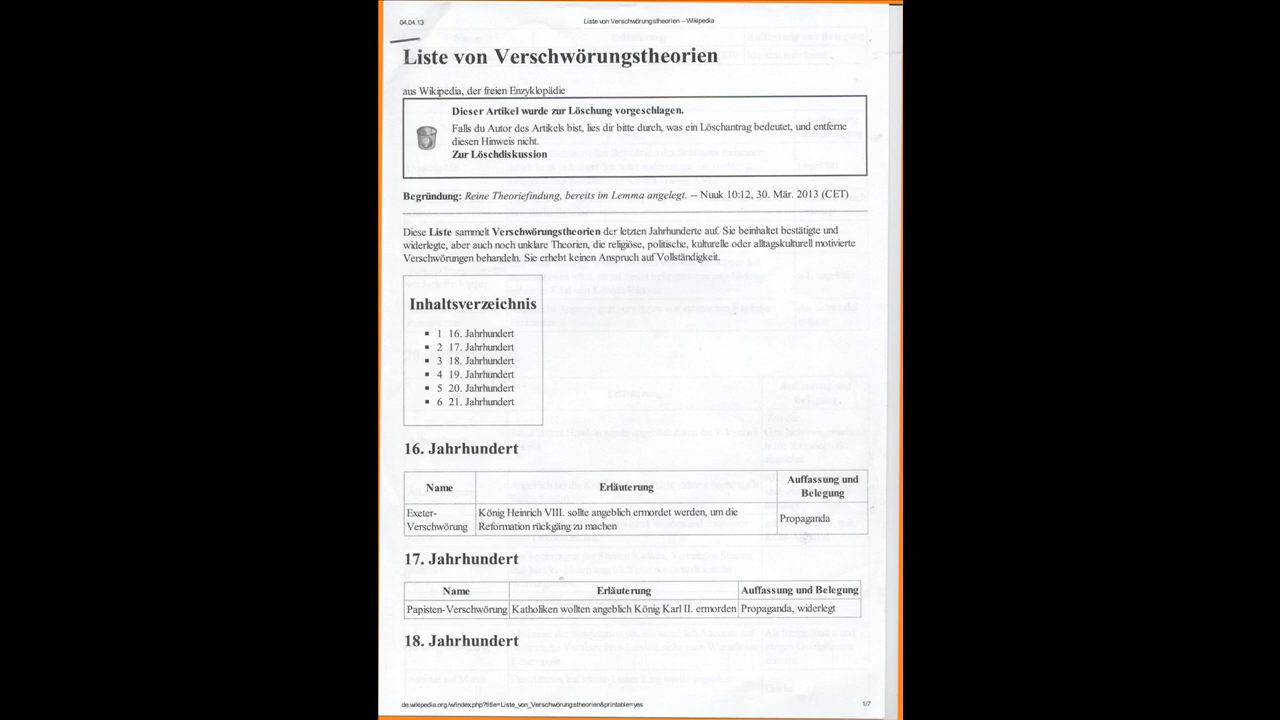 04.04.13
Liste von Verschwörungstheorien – Wikipedia
Liste von Verschwörungstheorien
aus Wikipedia, der freien Enzyklopädie
Dieser Artikel wurde zur Löschung vorgeschlagen.
Falls du Autor des Artikels bist, lies dir bitte durch, was ein Löschantrag bedeutet, und entferne
diesen Hinweis nicht.
Zur Löschdiskussion
Begründung: Reine Theoriefindung, bereits im Lemma angelegt. -- Nuuk 10:12, 30. Mär. 2013 (CET)
Diese Liste sammelt Verschwörungstheorien der letzten Jahrhunderte auf. Sie beinhaltet bestätigte und
widerlegte, aber auch noch unklare Theorien, die religiöse, politische, kulturelle oder alltagskulturell motivierte
Verschwörungen behandeln. Sie erhebt keinen Anspruch auf Vollständigkeit.
Inhaltsverzeichnis
1 16. Jahrhundert
2 17. Jahrhundert
3 18. Jahrhundert
4 19. Jahrhundert
5 20. Jahrhundert
6 21. Jahrhundert
16. Jahrhundert
Name Erläuterung Auffassung und
Belegung
Exeter-
Verschwörung
König Heinrich VIII. sollte angeblich ermordet werden, um die
Reformation rückgäng zu machen
Propaganda
17. Jahrhundert
Name Erläuterung Auffassung und Belegung
Papisten-Verschwörung Katholiken wollten angeblich König Karl II. ermorden Propaganda, widerlegt
18. Jahrhundert
de.wikipedia.org/w/index.php?title=Liste_von_Verschwörungstheorien&printable=yes
1/7